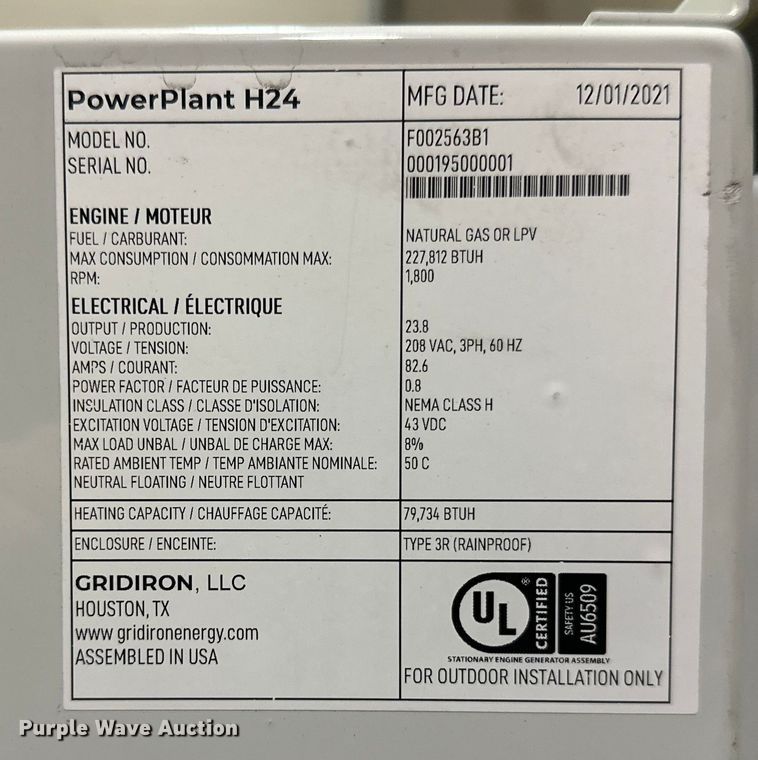 PowerPlant H24 MFG DATE: 12/01/2021
MODEL NO. F002563B1
SERIAL NO. 000195000001
ENGINE / MOTEUR
FUEL / CARBURANT: NATURAL GAS OR LPV
MAX CONSUMPTION / CONSOMMATION MAX: 227,812 BTUH
RPM: 1,800
ELECTRICAL / ÉLECTRIQUE
OUTPUT / PRODUCTION: 23.8
VOLTAGE / TENSION: 208 VAC, 3PH, 60 HZ
AMPS / COURANT: 82.6
POWER FACTOR / FACTEUR DE PUISSANCE: 0.8
INSULATION CLASS / CLASSE D'ISOLATION: NEMA CLASS H
EXCITATION VOLTAGE / TENSION D'EXCITATION: 43 VDC
MAX LOAD UNBAL / UNBAL DE CHARGE MAX: 8%
RATED AMBIENT TEMP / TEMP AMBIANTE NOMINALE: 50 C
NEUTRAL FLOATING / NEUTRE FLOTTANT
HEATING CAPACITY / CHAUFFAGE CAPACITÉ: 79,734 BTUH
ENCLOSURE / ENCEINTE: TYPE 3R (RAINPROOF)
GRIDIRON, LLC
HOUSTON, TX
www gridironenergy.com
ASSEMBLED IN USA
UL ® CERTIFIED
SAFETY US
AU6509
STATIONARY ENGINE GENERATOR ASSEMBLY
FOR OUTDOOR INSTALLATION ONLY
Purple Wave Auction